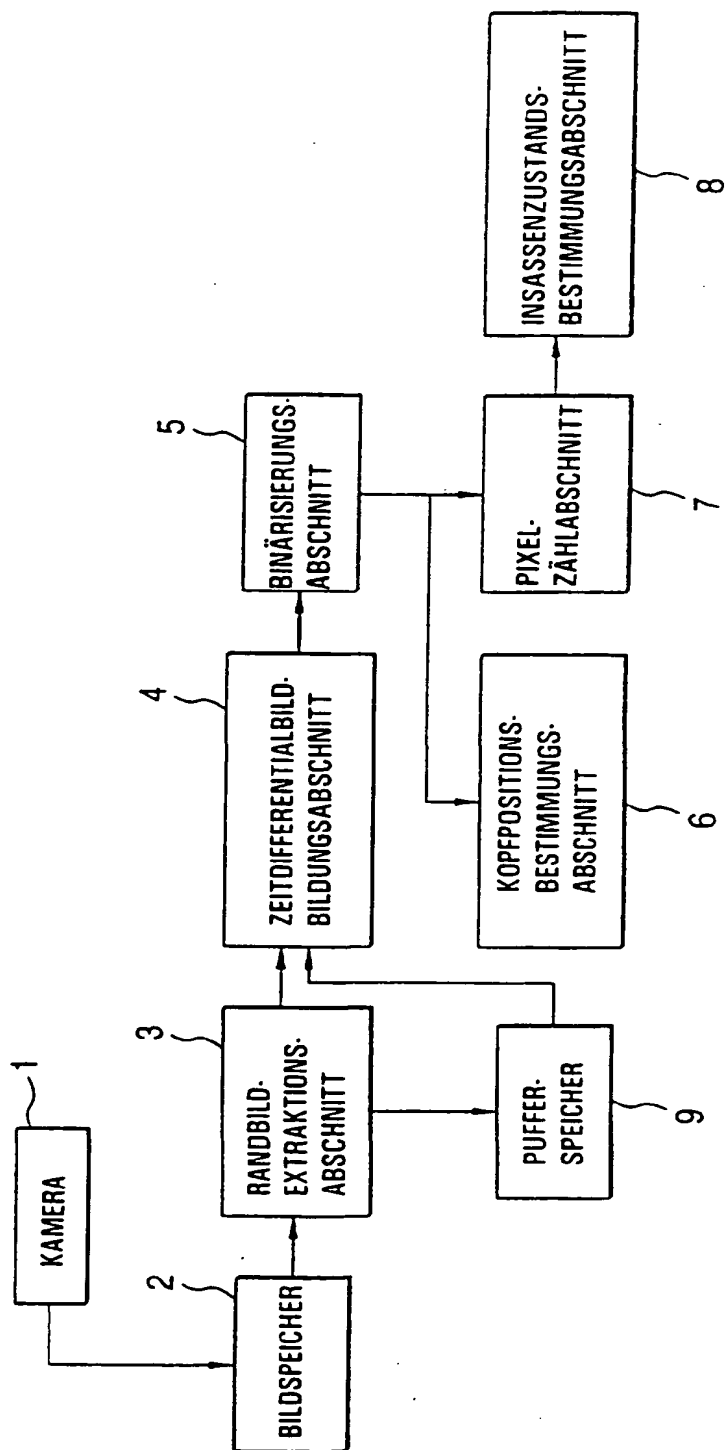 1
KAMERA
2
BILDSPEICHER
3
RANDBILD-
EXTRAKTIONS-
ABSCHNITT
4
ZEITDIFFERENTIALBILD-
BILDUNGSABSCHNITT
5
BINÄRISIERUNGS-
ABSCHNITT
PUFFER-
SPEICHER
9
KOPFPOSITIONS-
BESTIMMUNGS-
ABSCHNITT
6
PIXEL-
ZÄHLABSCHNITT
7
INSASSENZUSTANDS-
BESTIMMUNGSABSCHNITT
8